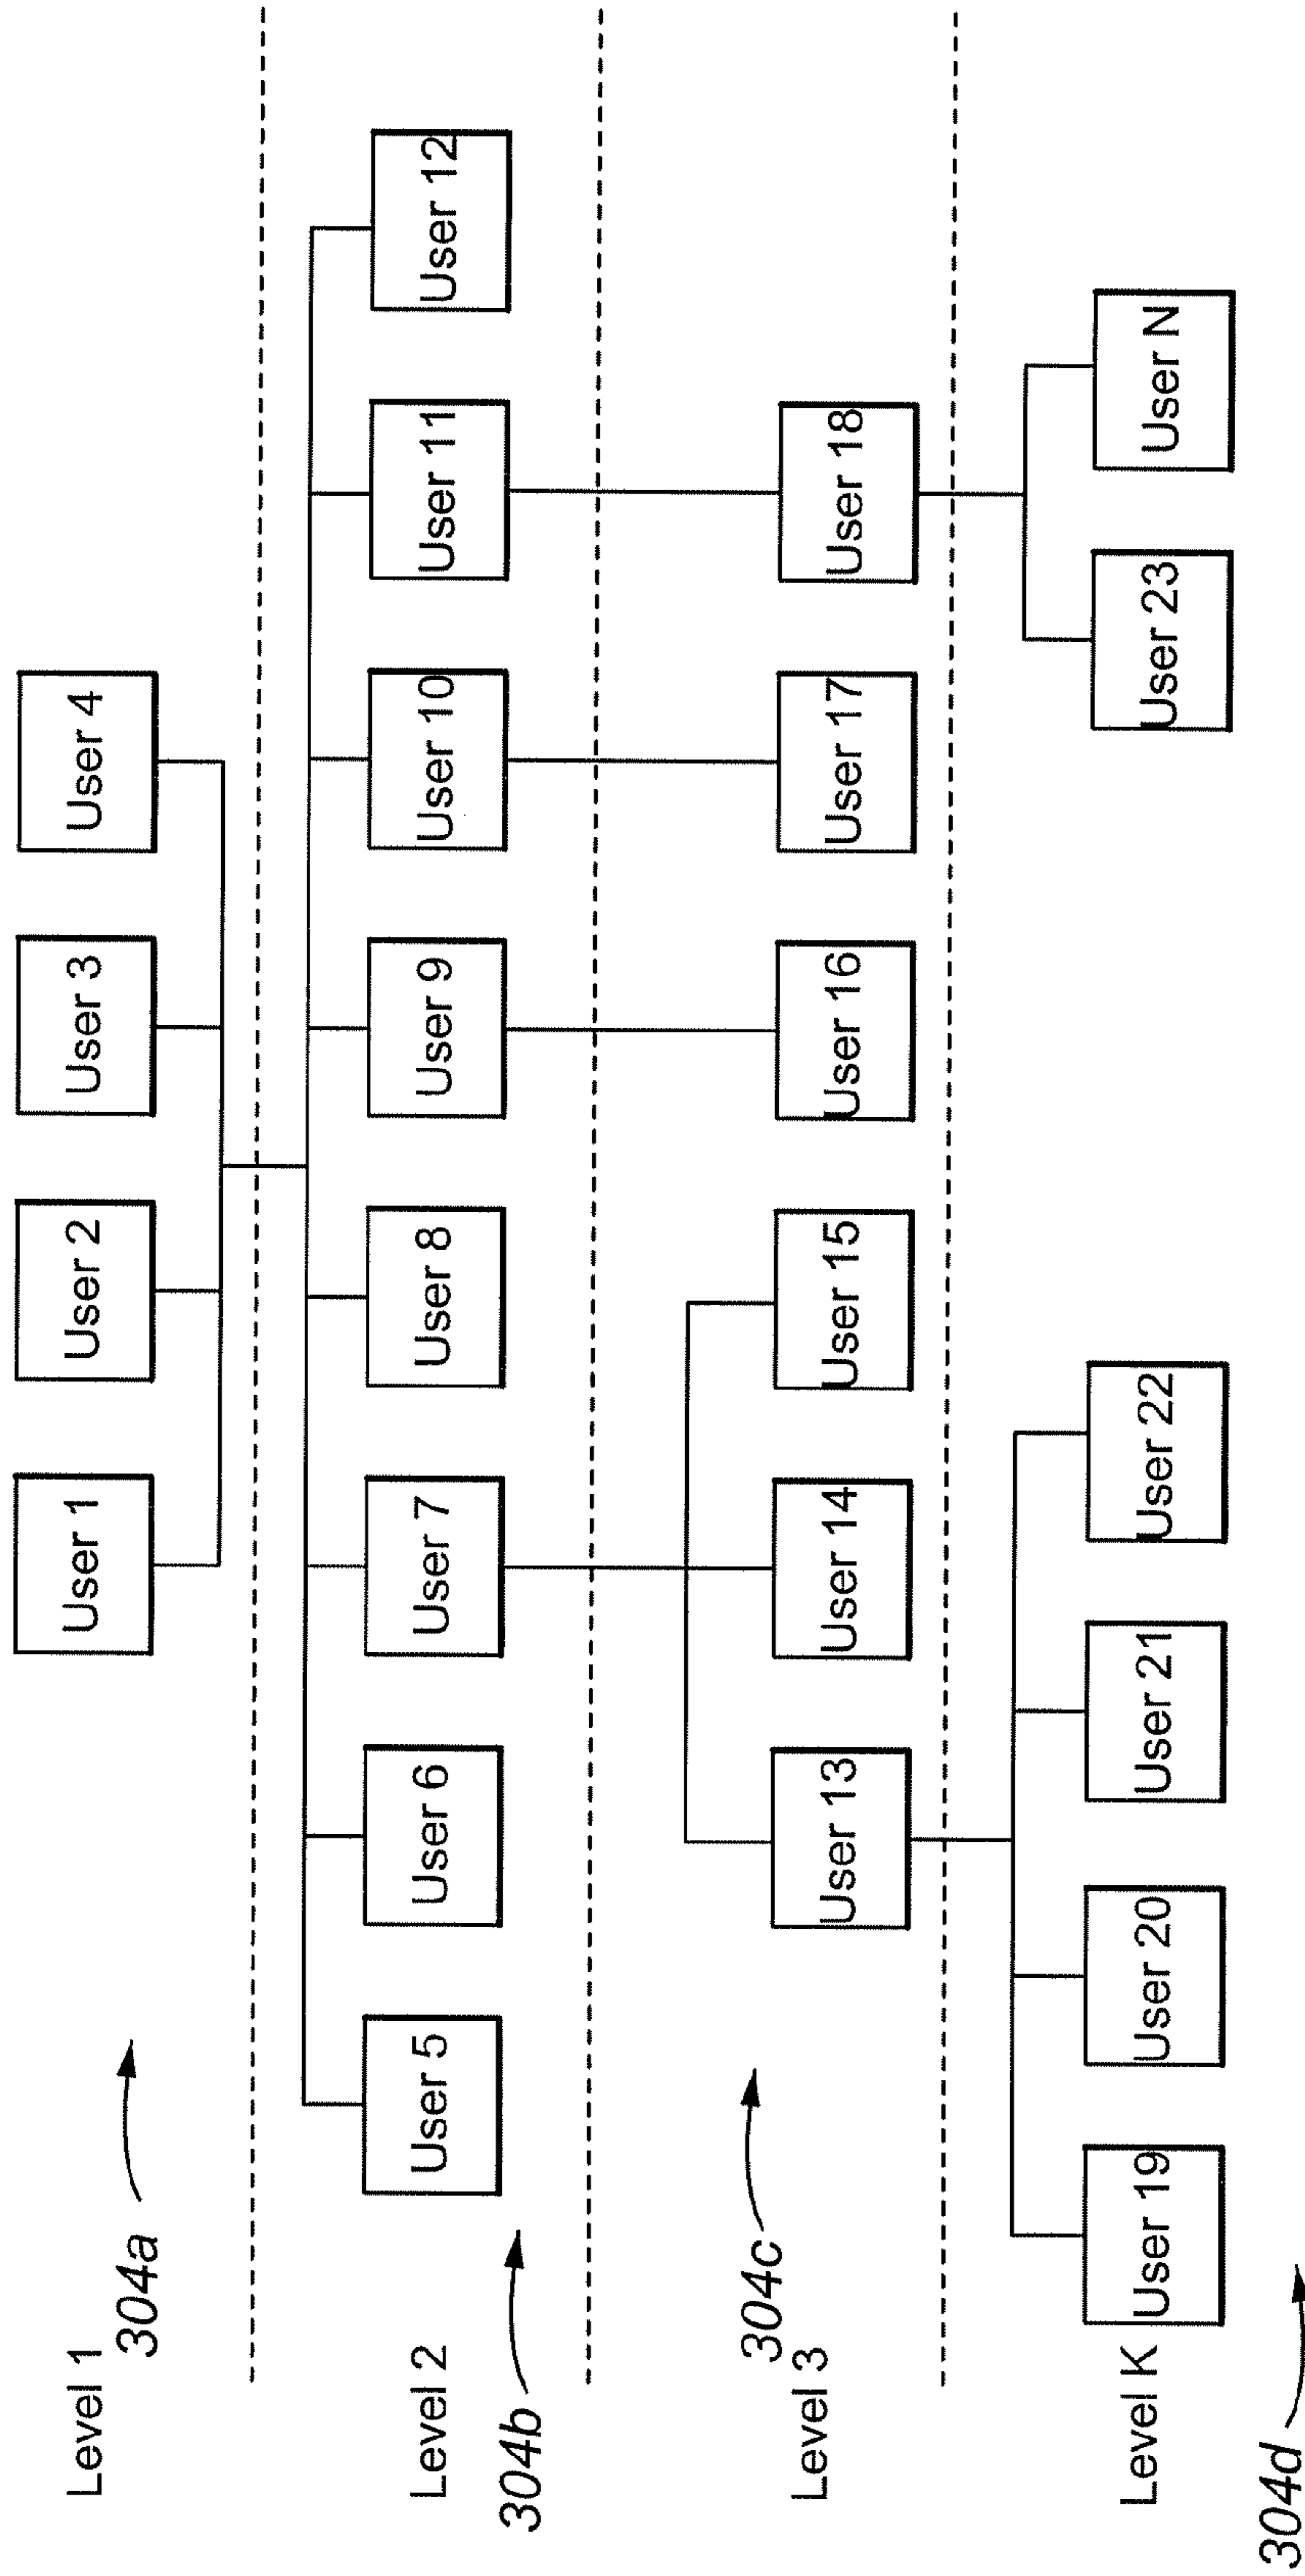 Level 1
304a
User 1
User 2
User 3
User 4
Level 2
304b
User 5
User 6
User 7
User 8
User 9
User 10
User 11
User 12
304c
Level 3
User 13
User 14
User 15
User 16
User 17
User 18
Level K
304d
User 19
User 20
User 21
User 22
User 23
User N